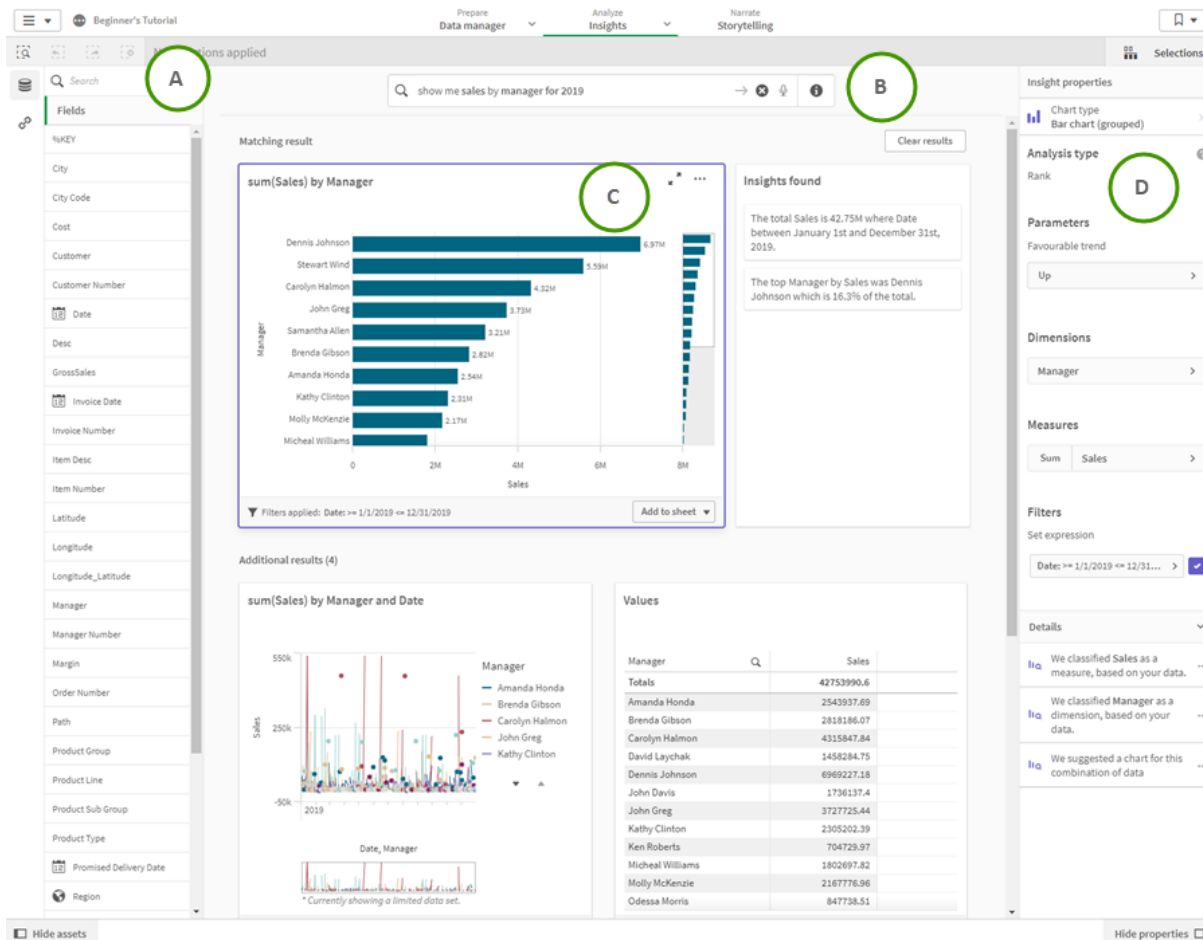 Beginner's Tutorial
Prepare
Data manager
Analyze
Insights
Narrate
Storytelling
applied
Selections
A
B
C
D
Search
Fields
%KEY
City
City Code
Cost
Customer
Customer Number
Date
Desc
GrossSales
Invoice Date
Invoice Number
Item Desc
Item Number
Latitude
Longitude
Longitude_Latitude
Manager
Manager Number
Margin
Order Number
Path
Product Group
Product Line
Product Sub Group
Product Type
Promised Delivery Date
Region
show me sales by manager for 2019
Matching result
Clear results
sum(Sales) by Manager
Manager
Dennis Johnson 6.97M
Stewart Wind 5.59M
Carolyn Halmon 4.32M
John Greg 3.73M
Samantha Allen 3.21M
Brenda Gibson 2.82M
Amanda Honda 2.54M
Kathy Clinton 2.31M
Molly McKenzie 2.17M
Micheal Williams
0 2M 4M 6M 8M
Sales
Filters applied: Date: >= 1/1/2019 <= 12/31/2019
Add to sheet
Insights found
The total Sales is 42.75M where Date
between January 1st and December 31st,
2019.
The top Manager by Sales was Dennis
Johnson which is 16.3% of the total.
Additional results (4)
sum(Sales) by Manager and Date
550k
250k
-50k
Sales
2019
Date, Manager
Manager
Amanda Honda
Brenda Gibson
Carolyn Halmon
John Greg
Kathy Clinton
* Currently showing a limited data set.
Values
Manager Sales
Totals 42753990.6
Amanda Honda 2543937.69
Brenda Gibson 2818186.07
Carolyn Halmon 4315847.84
David Laychak 1458284.75
Dennis Johnson 6969227.18
John Davis 1736137.4
John Greg 3727725.44
Kathy Clinton 2305202.39
Ken Roberts 704729.97
Micheal Williams 1802697.82
Molly McKenzie 2167776.96
Odessa Morris 847738.51
Insight properties
Chart type
Bar chart (grouped)
Analysis type
Rank
Parameters
Favourable trend
Up
Dimensions
Manager
Measures
Sum Sales
Filters
Set expression
Date: >= 1/1/2019 <= 12/31...
Details
We classified Sales as a
measure, based on your data.
We classified Manager as a
dimension, based on your
data.
We suggested a chart for this
combination of data
Hide assets
Hide properties